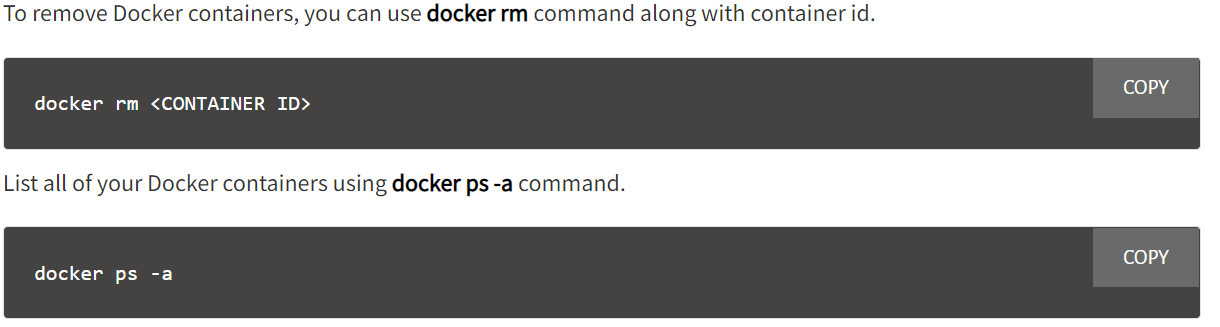 To remove Docker containers, you can use docker rm command along with container id.
COPY
docker rm <CONTAINER ID>
List all of your Docker containers using docker ps -a command.
COPY
docker ps -a